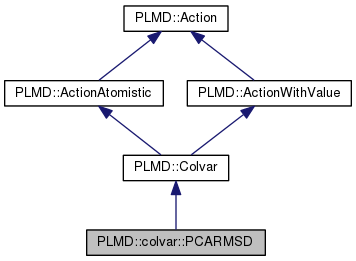 PLMD::Action
PLMD::ActionAtomistic
PLMD::ActionWithValue
PLMD::Colvar
PLMD::colvar::PCARMSD